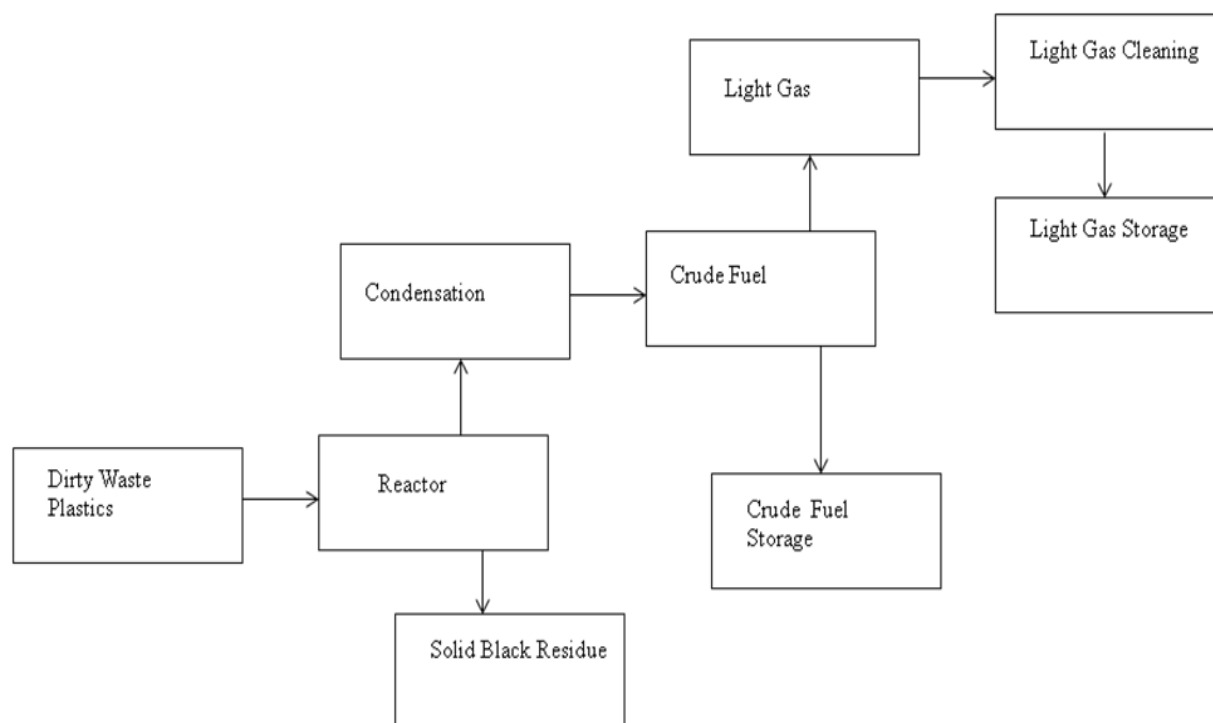 Light Gas Cleaning
Light Gas
Light Gas Storage
Condensation
Crude Fuel
Dirty Waste
Plastics
Reactor
Crude Fuel
Storage
Solid Black Residue